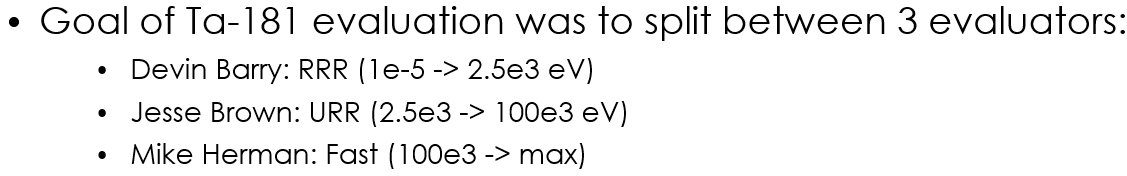 • Goal of Ta-181 evaluation was to split between 3 evaluators:
• Devin Barry: RRR (1e-5 -> 2.5e3 eV)
• Jesse Brown: URR (2.5e3 -> 100e3 eV)
• Mike Herman: Fast (100e3 -> max)